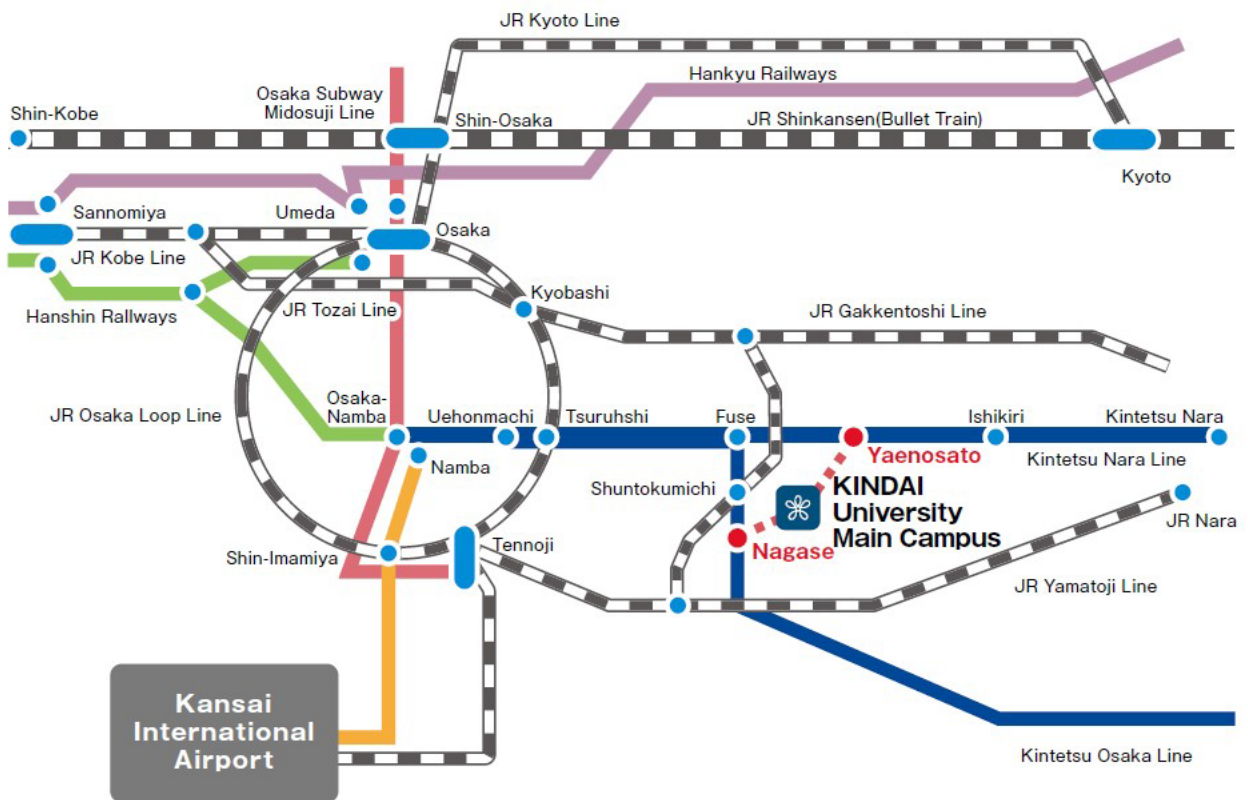 JR Kyoto Line
Hankyu Railways
Osaka Subway
Midosuji Line
Shin-Kobe
Shin-Osaka
JR Shinkansen(Bullet Train)
Kyoto
Sannomiya
Umeda
Osaka
JR Kobe Line
Kyobashi
JR Tozai Line
JR Gakkentoshi Line
Hanshin Rallways
JR Osaka Loop Line
Osaka-
Namba
Uehonmachi
Tsuruhshi
Fuse
Ishikiri
Kintetsu Nara
Yaenosato
Kintetsu Nara Line
Namba
Shuntokumichi
KINDAI
University
Main Campus
JR Nara
Nagase
Shin-Imamiya
Tennoji
JR Yamatoji Line
Kansai
International
Airport
Kintetsu Osaka Line